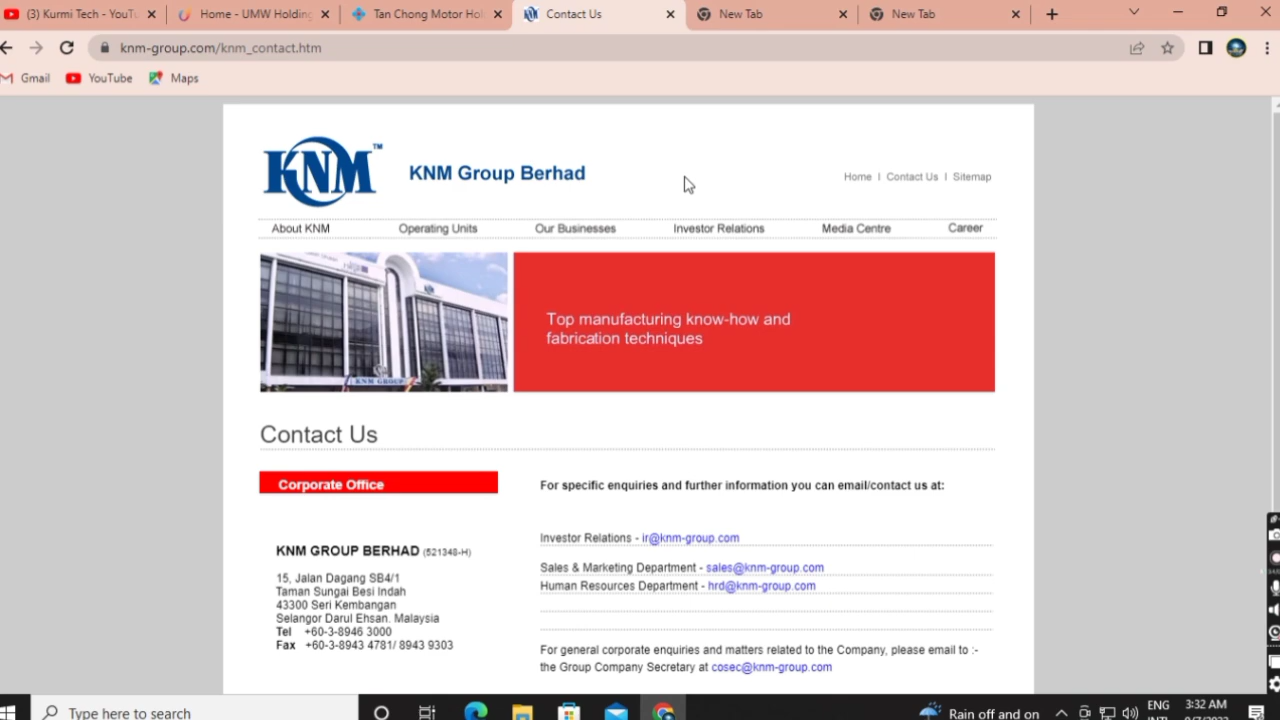 (3) Kurmi Tech - YouTu
Home - UMW Holding
Tan Chong Motor Hol
Contact Us
New Tab
New Tab
knm-group.com/knm_contact.htm
Gmail
YouTube
Maps
KNM TM
KNM Group Berhad
Home | Contact Us | Sitemap
About KNM
Operating Units
Our Businesses
Investor Relations
Media Centre
Career
KNM GROUP
Top manufacturing know-how and
fabrication techniques
Contact Us
Corporate Office
For specific enquiries and further information you can email/contact us at:
KNM GROUP BERHAD (521348-H)
15, Jalan Dagang SB4/1
Taman Sungai Besi Indah
43300 Seri Kembangan
Selangor Darul Ehsan. Malaysia
Tel +60-3-8946 3000
Fax +60-3-8943 4781/ 8943 9303
Investor Relations - ir@knm-group.com
Sales & Marketing Department - sales@knm-group.com
Human Resources Department - hrd@knm-group.com
For general corporate enquiries and matters related to the Company, please email to :-
the Group Company Secretary at cosec@knm-group.com
Type here to search
Rain off and on
ENG
3:32 AM